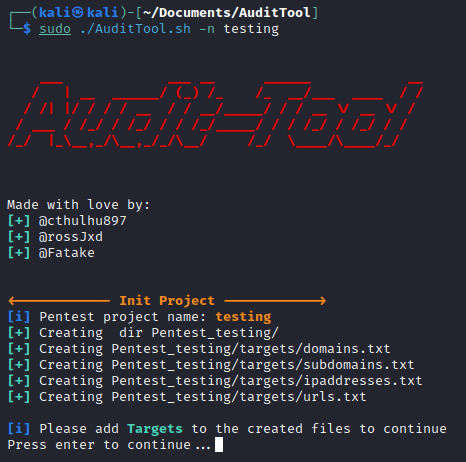 ┌──(kali㉿kali)-[~/Documents/AuditTool]
└─$ sudo ./AuditTool.sh -n testing
Audit-Tool
Made with love by:
[+] @cthulhu897
[+] @rossJxd
[+] @Fatake
<─────────── Init Project ───────────>
[i] Pentest project name: testing
[+] Creating  dir Pentest_testing/
[+] Creating Pentest_testing/targets/domains.txt
[+] Creating Pentest_testing/targets/subdomains.txt
[+] Creating Pentest_testing/targets/ipaddresses.txt
[+] Creating Pentest_testing/targets/urls.txt
[i] Please add Targets to the created files to continue
Press enter to continue...